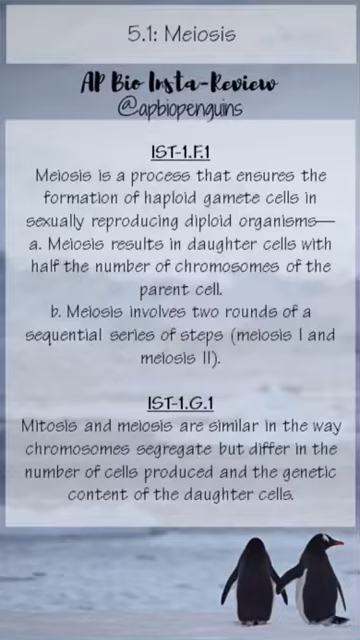 5.1: Meiosis
AP Bio Insta-Review
@apbiopenguins
IST-1.F.1
Meiosis is a process that ensures the
formation of haploid gamete cells in
sexually reproducing diploid organisms—
a. Meiosis results in daughter cells with
half the number of chromosomes of the
parent cell.
b. Meiosis involves two rounds of a
sequential series of steps (meiosis I and
meiosis II).
IST-1.G.1
Mitosis and meiosis are similar in the way
chromosomes segregate but differ in the
number of cells produced and the genetic
content of the daughter cells.